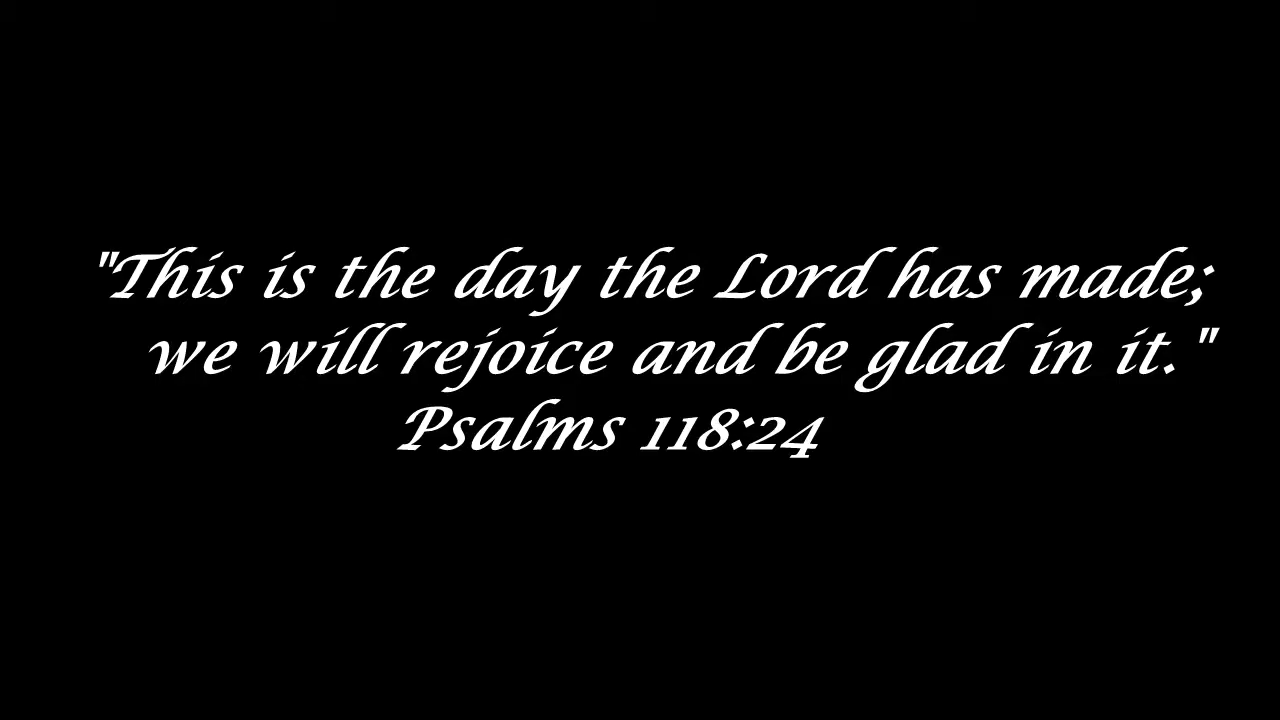 "This is the day the Lord has made;
we will rejoice and be glad in it."
Psalms 118:24